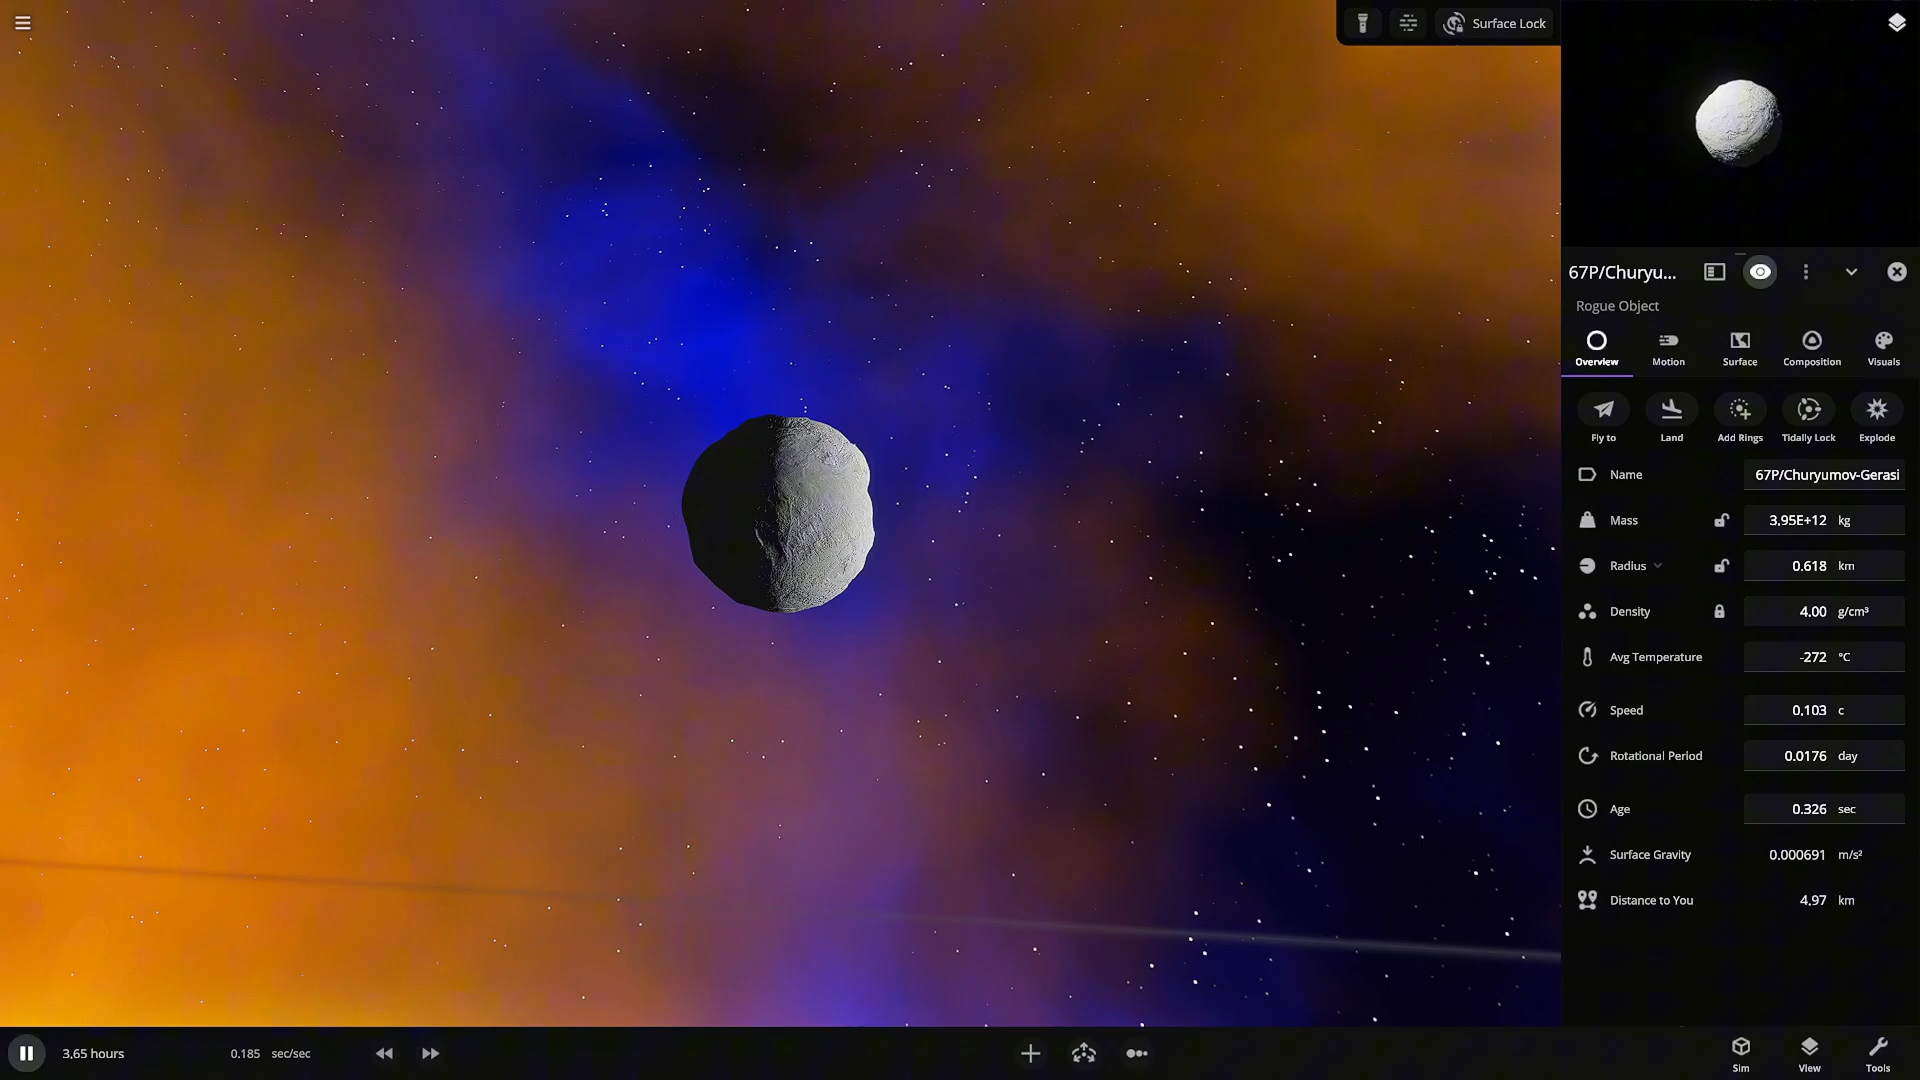 Surface Lock
67P/Churyu...
Rogue Object
Overview
Motion
Surface
Composition
Visuals
Fly to
Land
Add Rings
Tidally Lock
Explode
Name 67P/Churyumov-Gerasi
Mass 3.95E+12 kg
Radius 0.618 km
Density 4.00 g/cm³
Avg Temperature -272 °C
Speed 0.103 c
Rotational Period 0.0176 day
Age 0.326 sec
Surface Gravity 0.000691 m/s²
Distance to You 4.97 km
3.65 hours 0.185 sec/sec
Sim
View
Tools